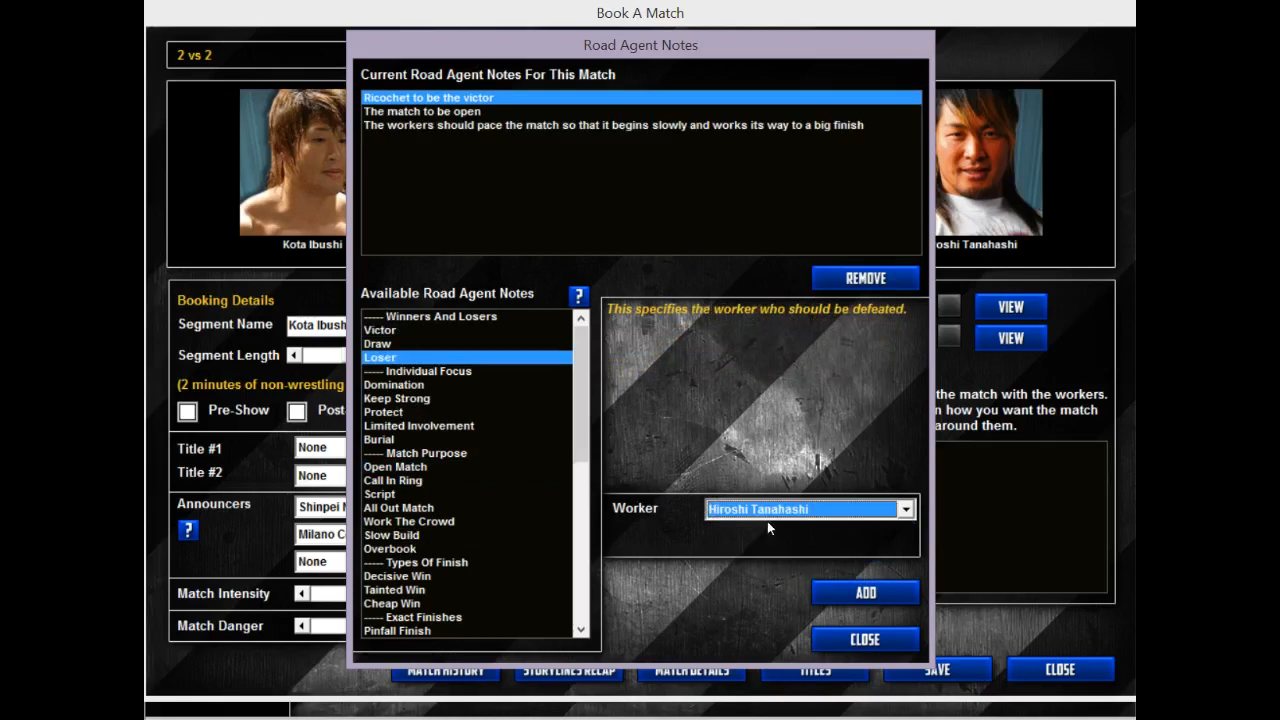 Book A Match
Road Agent Notes
2 vs 2
Current Road Agent Notes For This Match
Ricochet to be the victor
The match to be open
The workers should pace the match so that it begins slowly and works its way to a big finish
Kota Ibushi
oshi Tanahashi
REMOVE
Available Road Agent Notes
?
----- Winners And Losers
Victor
Draw
Loser
----- Individual Focus
Domination
Keep Strong
Protect
Limited Involvement
Burial
----- Match Purpose
Open Match
Call In Ring
Script
All Out Match
Work The Crowd
Slow Build
Overbook
----- Types Of Finish
Decisive Win
Tainted Win
Cheap Win
----- Exact Finishes
Pinfall Finish
This specifies the worker who should be defeated.
Worker
Hiroshi Tanahashi
ADD
CLOSE
Booking Details
Segment Name
Kota Ibush
Segment Length
(2 minutes of non-wrestling
Pre-Show
Post
Title #1
None
Title #2
None
Announcers
Shinpei N
?
Milano C
None
Match Intensity
Match Danger
VIEW
VIEW
the match with the workers.
n how you want the match
around them.
MATCH HISTORY
STORYLINES RECAP
MATCH DETAILS
TITLES
SAVE
CLOSE